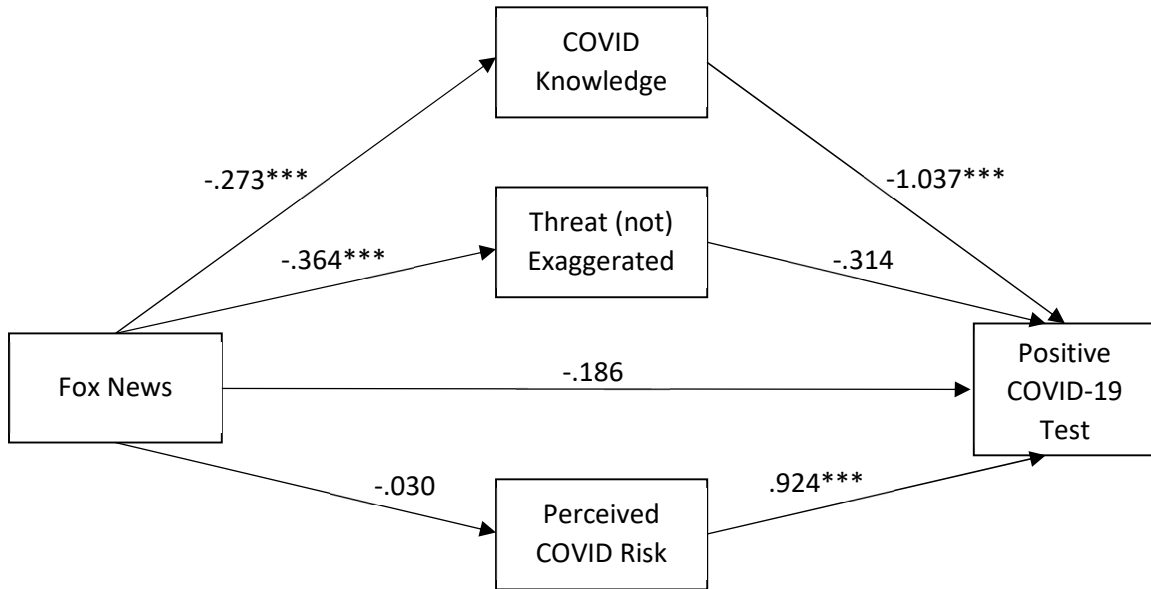 COVID
Knowledge
-.273***
-1.037***
Threat (not)
Exaggerated
-.364***
-.314
Fox News
-.186
Positive
COVID-19
Test
-.030
.924***
Perceived
COVID Risk